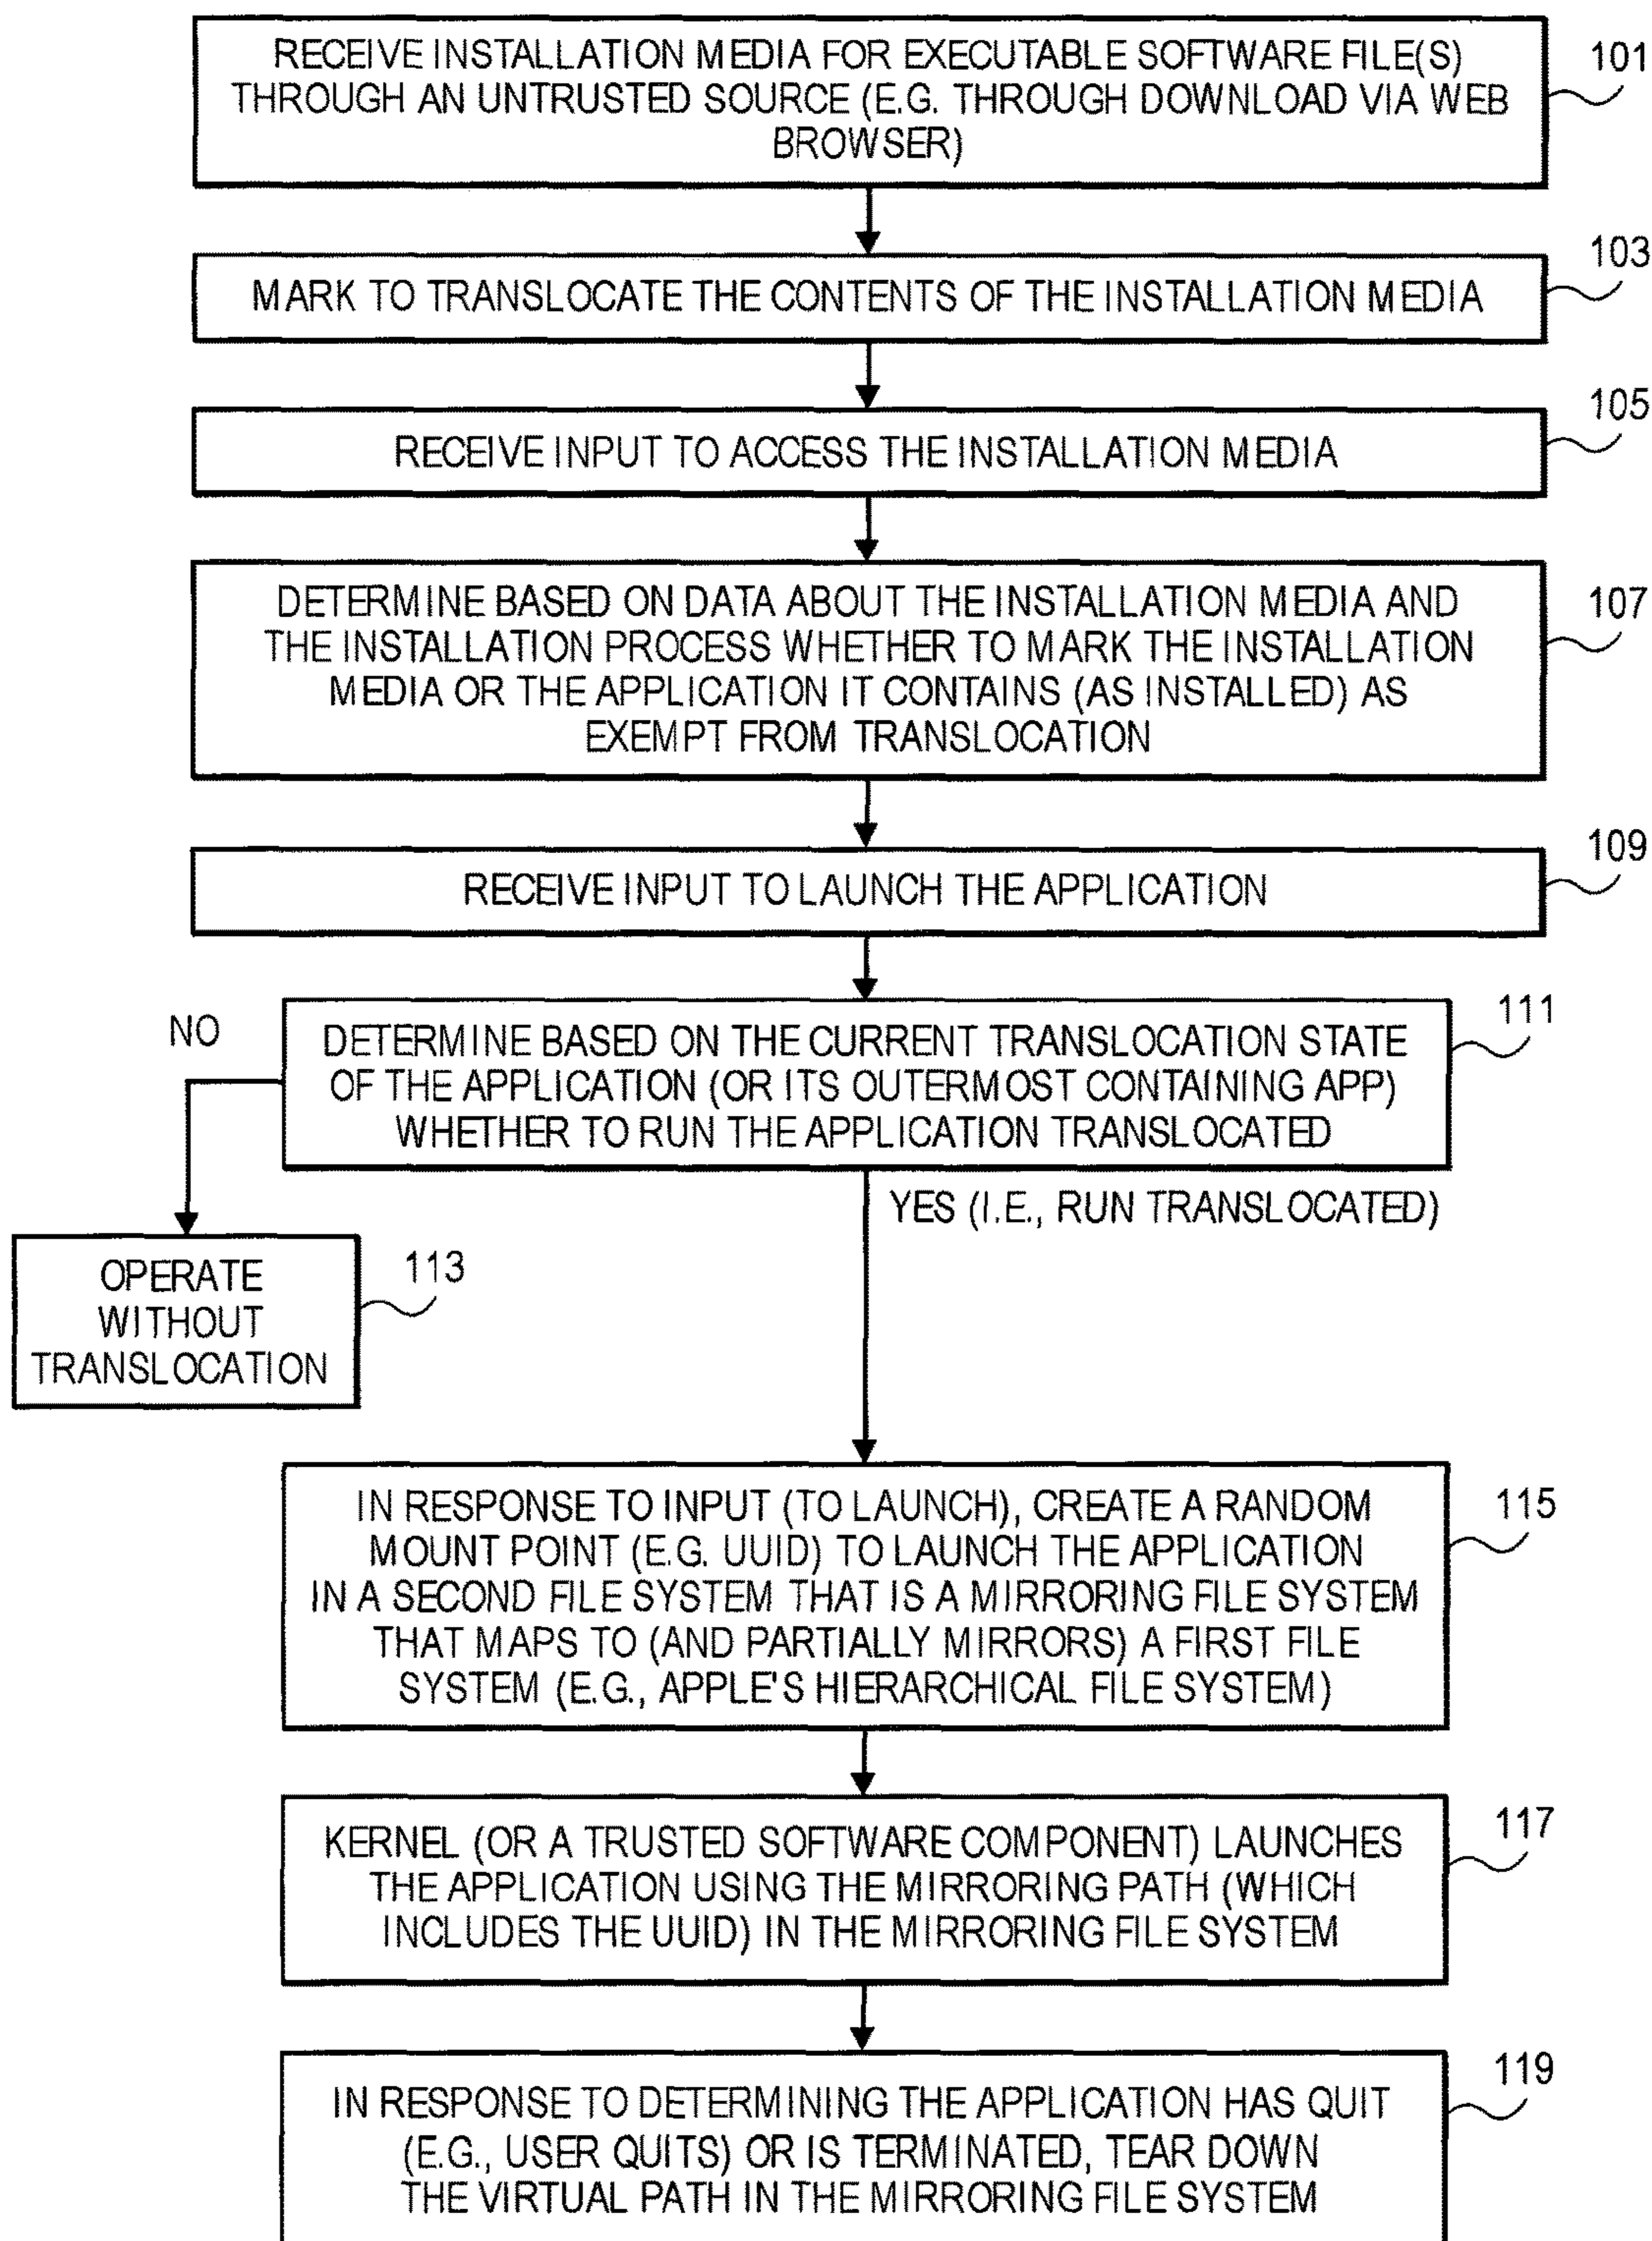 RECEIVE INSTALLATION MEDIA FOR EXECUTABLE SOFTWARE FILE(S)
THROUGH AN UNTRUSTED SOURCE (E.G. THROUGH DOWNLOAD VIA WEB
BROWSER)
101
MARK TO TRANSLOCATE THE CONTENTS OF THE INSTALLATION MEDIA
103
RECEIVE INPUT TO ACCESS THE INSTALLATION MEDIA
105
DETERMINE BASED ON DATA ABOUT THE INSTALLATION MEDIA AND
THE INSTALLATION PROCESS WHETHER TO MARK THE INSTALLATION
MEDIA OR THE APPLICATION IT CONTAINS (AS INSTALLED) AS
EXEMPT FROM TRANSLOCATION
107
RECEIVE INPUT TO LAUNCH THE APPLICATION
109
DETERMINE BASED ON THE CURRENT TRANSLOCATION STATE
OF THE APPLICATION (OR ITS OUTERMOST CONTAINING APP)
WHETHER TO RUN THE APPLICATION TRANSLOCATED
111
NO
YES (I.E., RUN TRANSLOCATED)
OPERATE
WITHOUT
TRANSLOCATION
113
IN RESPONSE TO INPUT (TO LAUNCH), CREATE A RANDOM
MOUNT POINT (E.G. UUID) TO LAUNCH THE APPLICATION
IN A SECOND FILE SYSTEM THAT IS A MIRRORING FILE SYSTEM
THAT MAPS TO (AND PARTIALLY MIRRORS) A FIRST FILE
SYSTEM (E.G., APPLE'S HIERARCHICAL FILE SYSTEM)
115
KERNEL (OR A TRUSTED SOFTWARE COMPONENT) LAUNCHES
THE APPLICATION USING THE MIRRORING PATH (WHICH
INCLUDES THE UUID) IN THE MIRRORING FILE SYSTEM
117
IN RESPONSE TO DETERMINING THE APPLICATION HAS QUIT
(E.G., USER QUITS) OR IS TERMINATED, TEAR DOWN
THE VIRTUAL PATH IN THE MIRRORING FILE SYSTEM
119